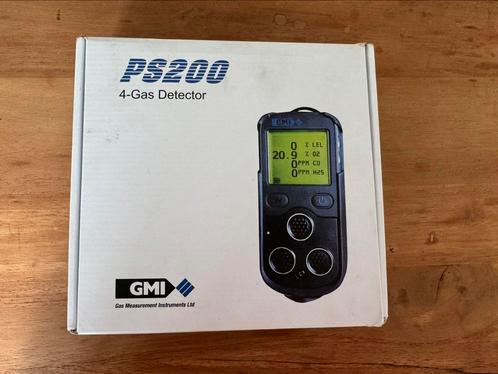 PS200
4-Gas Detector
GMI
0 % LEL
20.9 % O2
0 PPM CO
0 PPM H2S
GMI
Gas Measurement Instruments Ltd